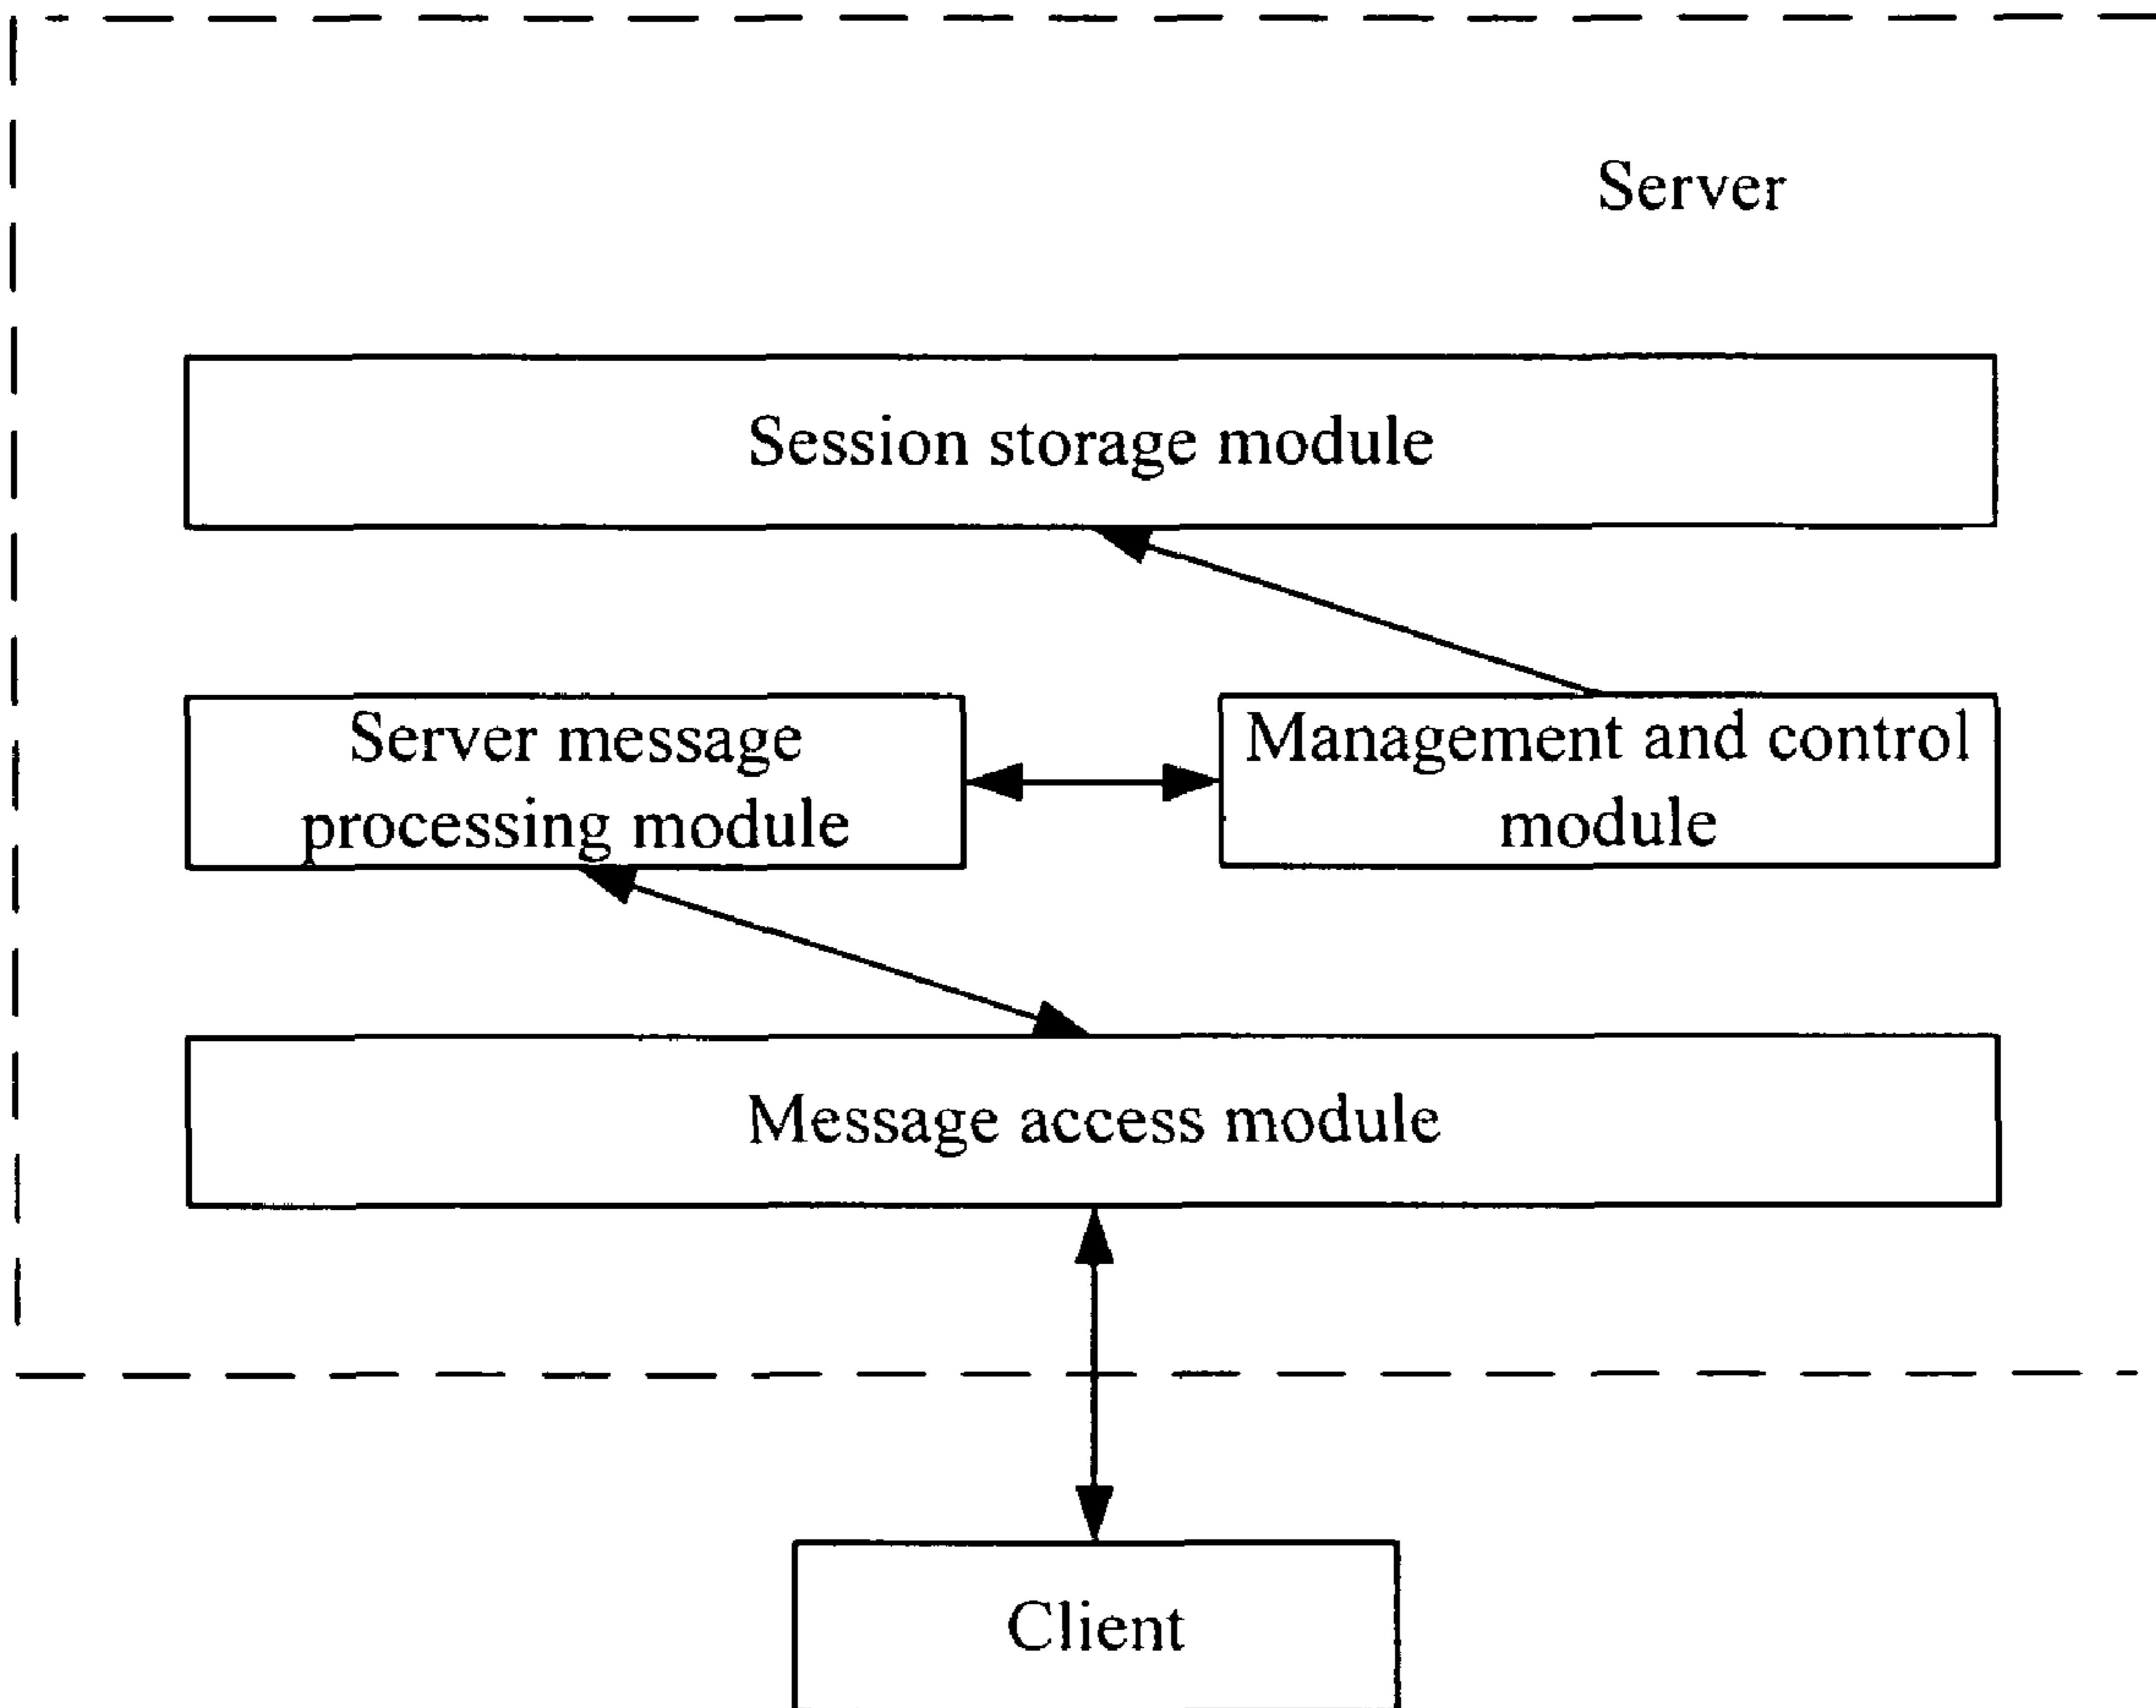 Server
Session storage module
Server message
processing module
Management and control
module
Message access module
Client